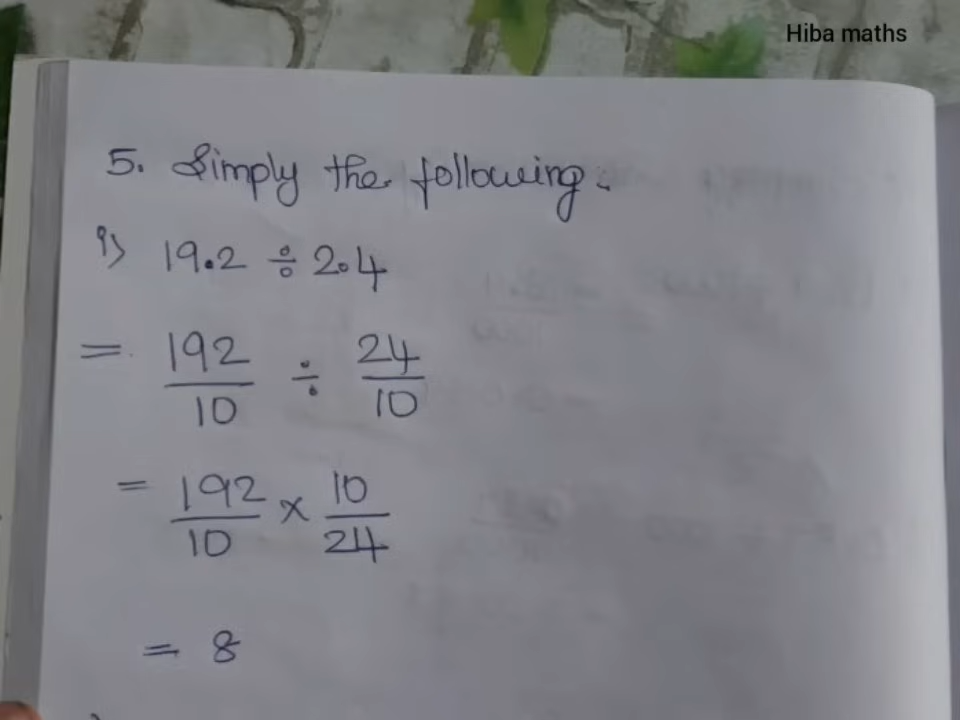 Hiba maths
5. Simply the following.
i) 19.2 ÷ 2.4
= 192/10 ÷ 24/10
= 192/10 × 10/24
= 8